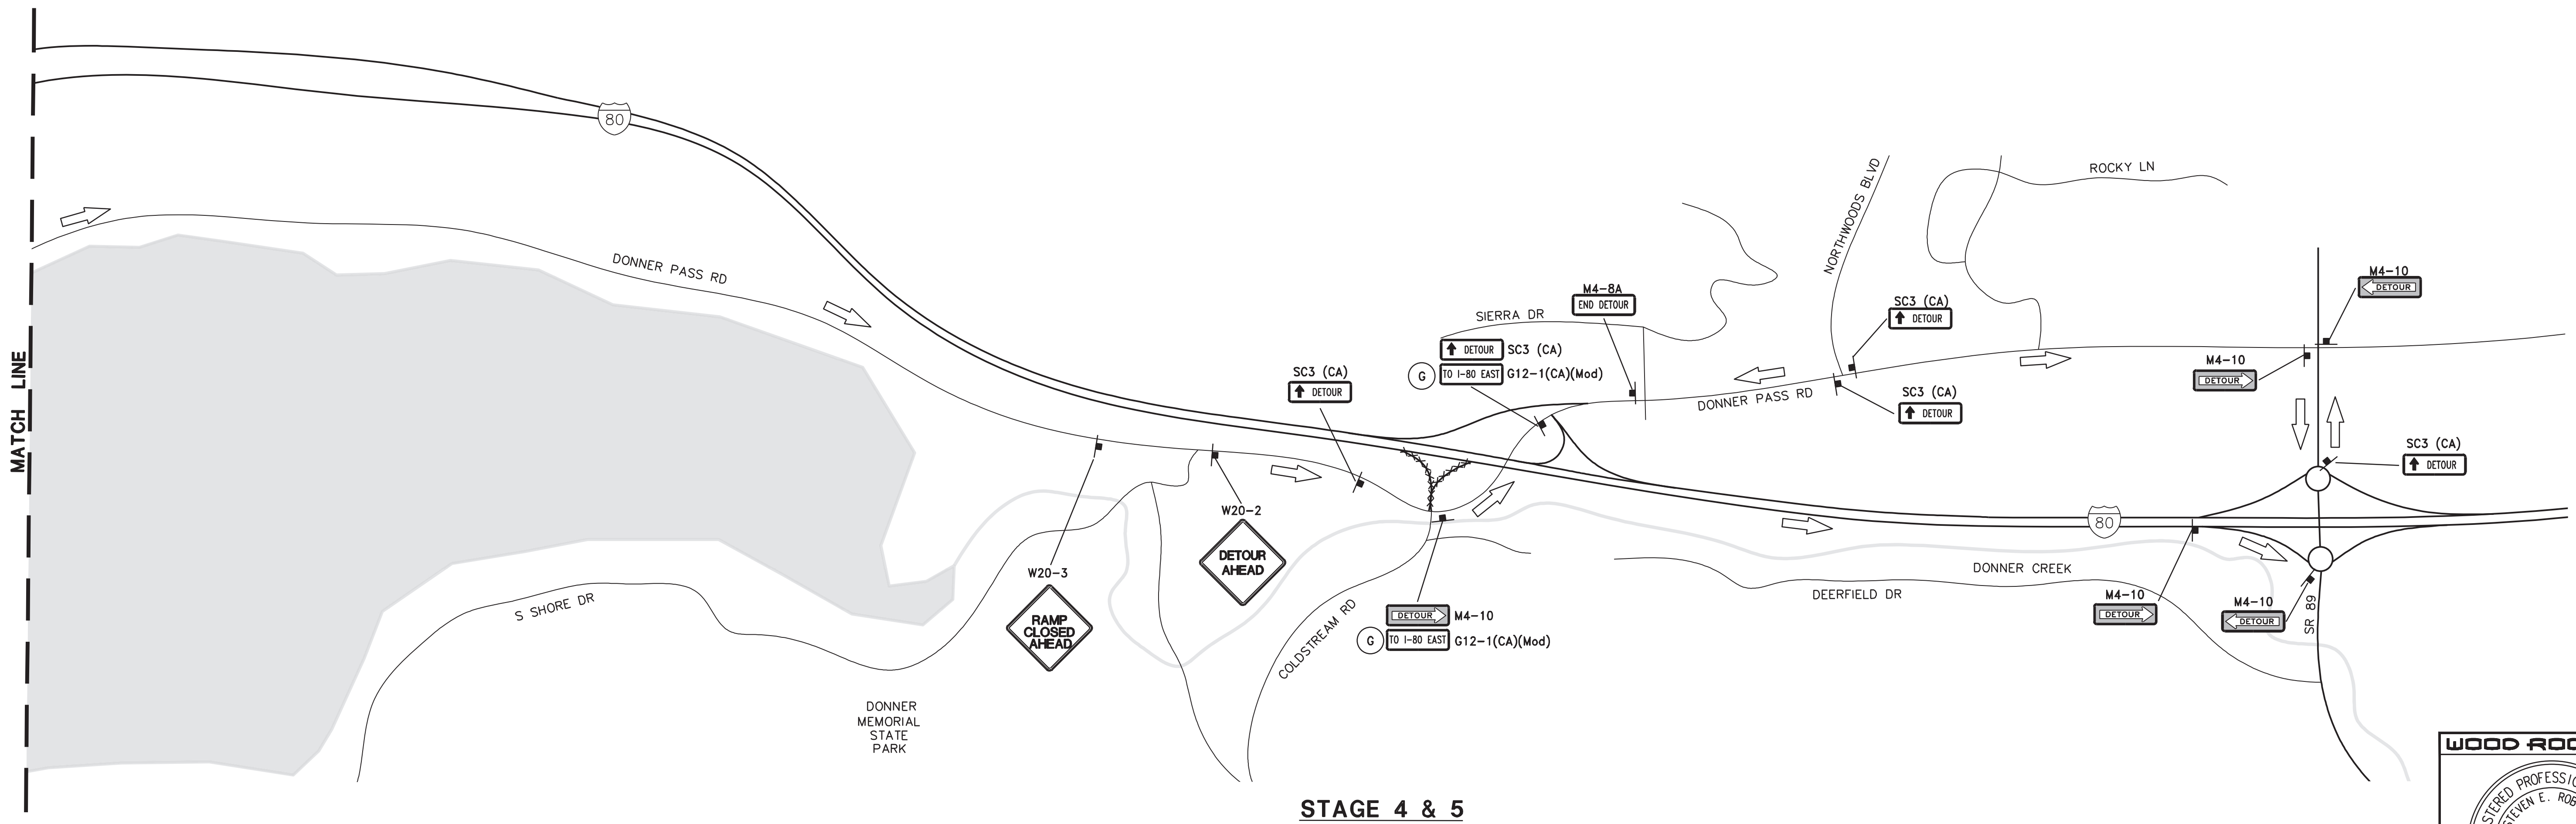 MATCH LINE
80
DONNER PASS RD
S SHORE DR
DONNER
MEMORIAL
STATE
PARK
W20-3
RAMP
CLOSED
AHEAD
W20-2
DETOUR
AHEAD
SC3 (CA)
DETOUR
SIERRA DR
DETOUR SC3 (CA)
G TO I-80 EAST G12-1(CA)(Mod)
M4-8A
END DETOUR
DETOUR M4-10
G TO I-80 EAST G12-1(CA)(Mod)
COLDSTREAM RD
NORTHWOODS BLVD
ROCKY LN
SC3 (CA)
DETOUR
DONNER PASS RD
SC3 (CA)
DETOUR
M4-10
DETOUR
M4-10
DETOUR
SC3 (CA)
DETOUR
80
DONNER CREEK
DEERFIELD DR
M4-10
DETOUR
M4-10
DETOUR
SR 89
STAGE 4 & 5
WOOD
STEVEN E.